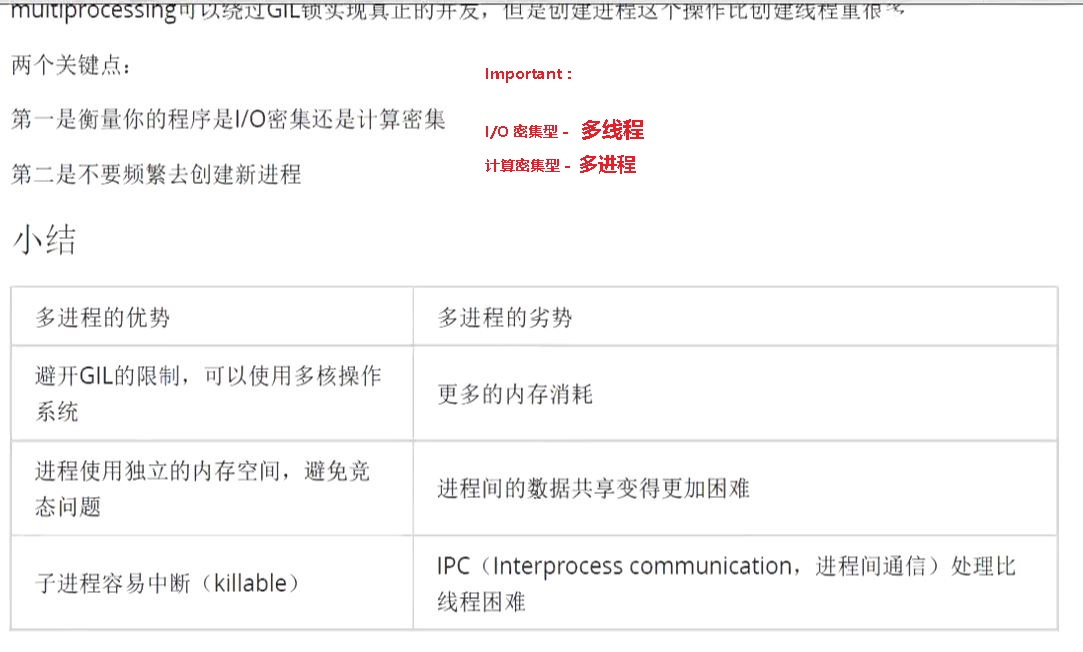 multiprocessing可以绕过GIL锁实现真正的并发，但是创建进程这个操作比创建线程重很多
两个关键点：
Important :
第一是衡量你的程序是I/O密集还是计算密集
I/O 密集型 - 多线程
计算密集型 - 多进程
第二是不要频繁去创建新进程
小结
多进程的优势
多进程的劣势
避开GIL的限制，可以使用多核操作
系统
更多的内存消耗
进程使用独立的内存空间，避免竞
态问题
进程间的数据共享变得更加困难
子进程容易中断（killable）
IPC（Interprocess communication，进程间通信）处理比
线程困难